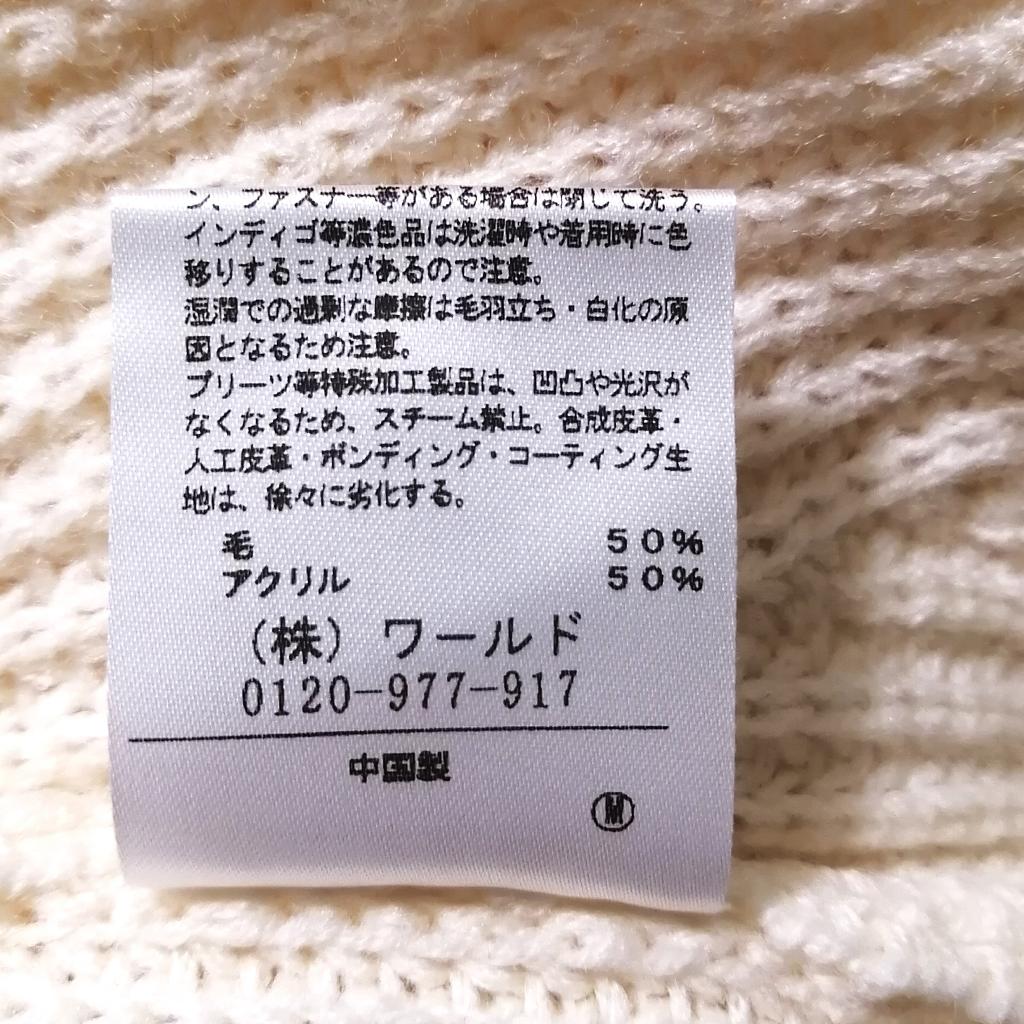 ン、ファスナー等がある場合は閉じて洗う。
インディゴ等濃色品は洗濯時や着用時に色
移りすることがあるので注意。
湿潤での過剰な摩擦は毛羽立ち・白化の原
因となるため注意。
プリーツ等特殊加工製品は、凹凸や光沢が
なくなるため、スチーム禁止。合成皮革・
人工皮革・ボンディング・コーティング生
地は、徐々に劣化する。
毛 50%
アクリル 50%
(株) ワールド
0120-977-917
中国製
Ⓜ